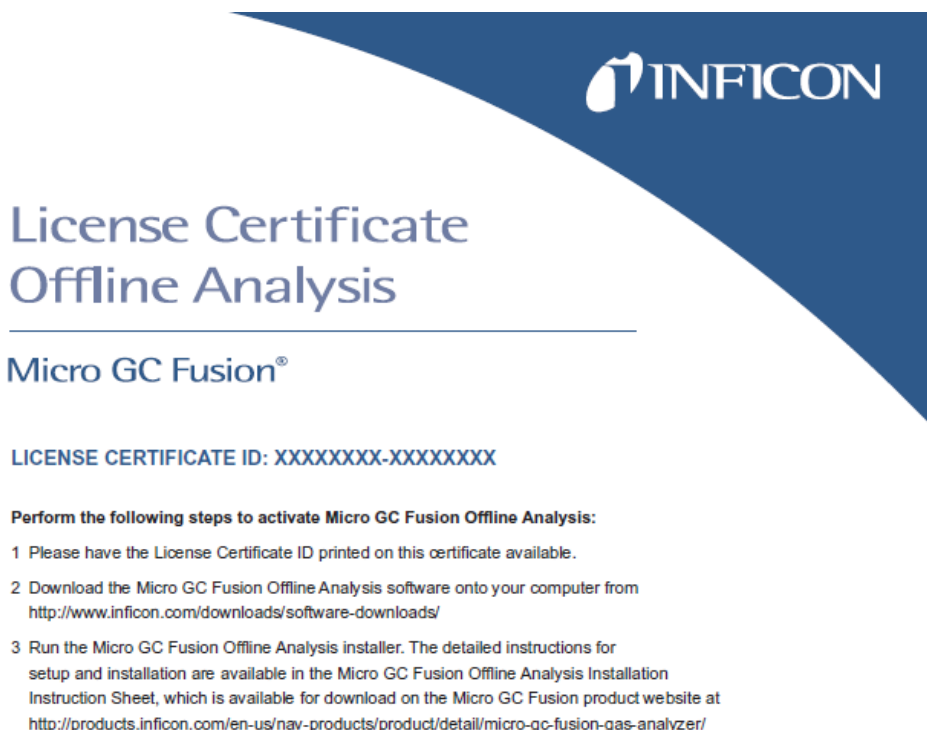 INFICON
License Certificate
Offline Analysis
Micro GC Fusion®
LICENSE CERTIFICATE ID: XXXXXXXX-XXXXXXXX
Perform the following steps to activate Micro GC Fusion Offline Analysis:
1 Please have the License Certificate ID printed on this certificate available.
2 Download the Micro GC Fusion Offline Analysis software onto your computer from
http://www.inficon.com/downloads/software-downloads/
3 Run the Micro GC Fusion Offline Analysis installer. The detailed instructions for
setup and installation are available in the Micro GC Fusion Offline Analysis Installation
Instruction Sheet, which is available for download on the Micro GC Fusion product website at
http://products.inficon.com/en-us/nav-products/product/detail/micro-gc-fusion-gas-analyzer/